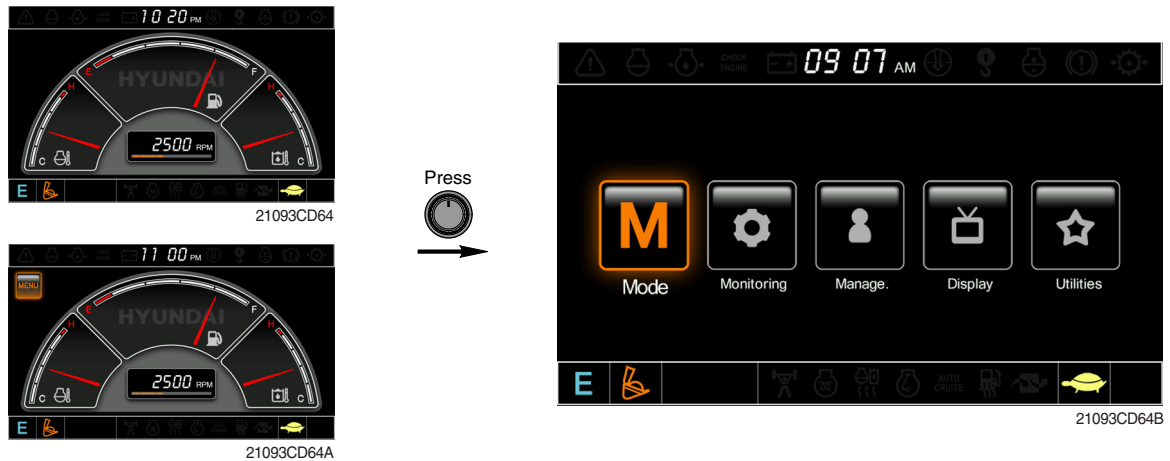 10 20 PM
E F
HYUNDAI
H H
2500 RPM
C C
E
21093CD64
11 00 PM
MENU
E F
HYUNDAI
H H
2500 RPM
C C
E
21093CD64A
Press
CHECK
ENGINE
09 07 AM
M
Mode Monitoring Manage. Display Utilities
E
AUTO
CRUISE
21093CD64B